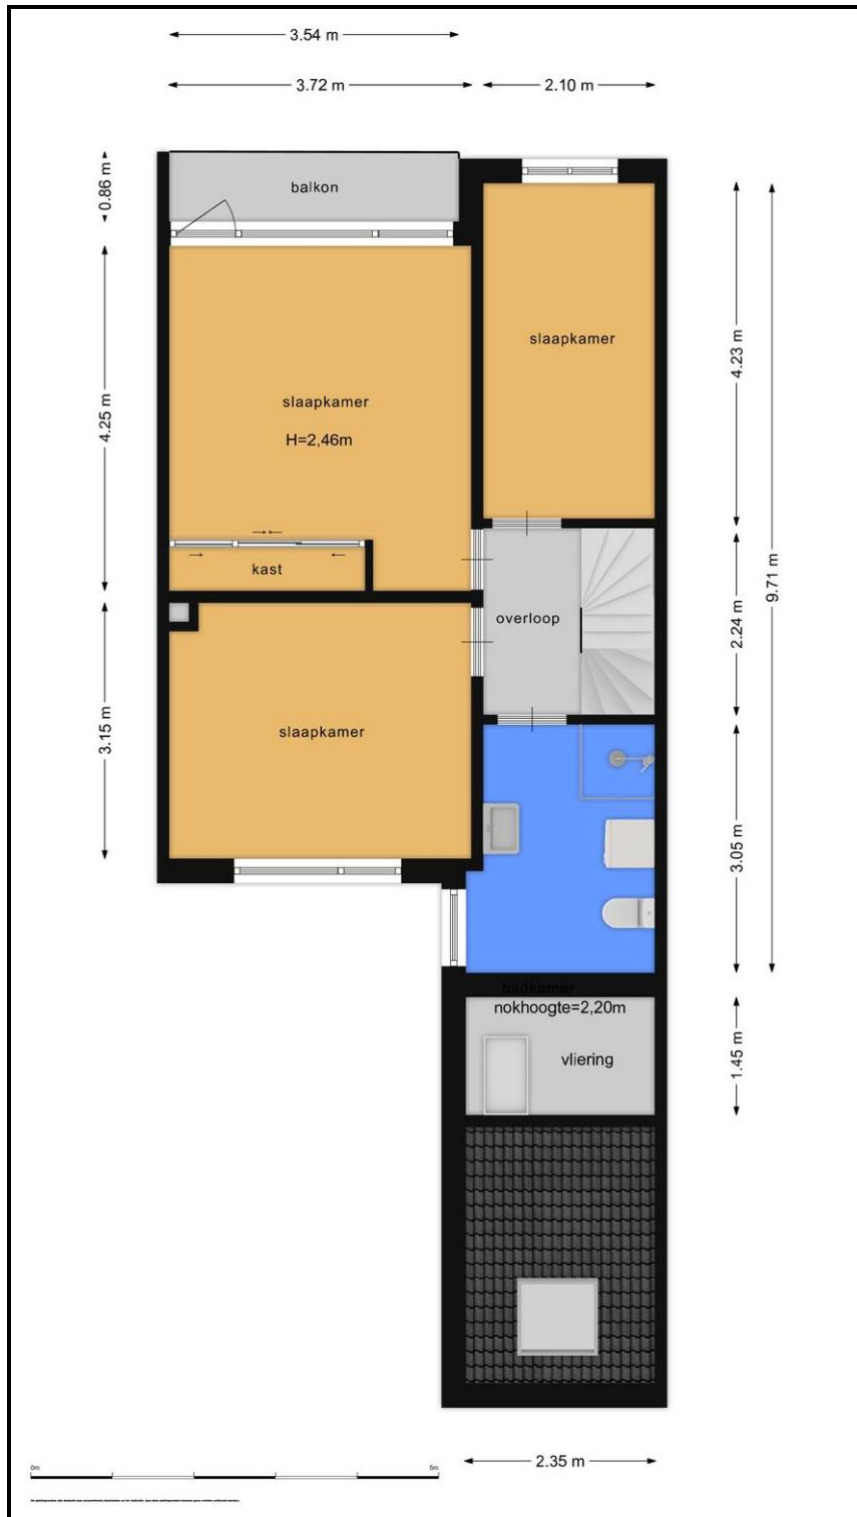 3.54 m
3.72 m
2.10 m
0.86 m
balkon
4.25 m
slaapkamer
H=2,46m
slaapkamer
4.23 m
9.71 m
kast
overloop
2.24 m
3.15 m
slaapkamer
3.05 m
badkamer
nokhoogte=2,20m
vliering
1.45 m
0m
5m
2.35 m